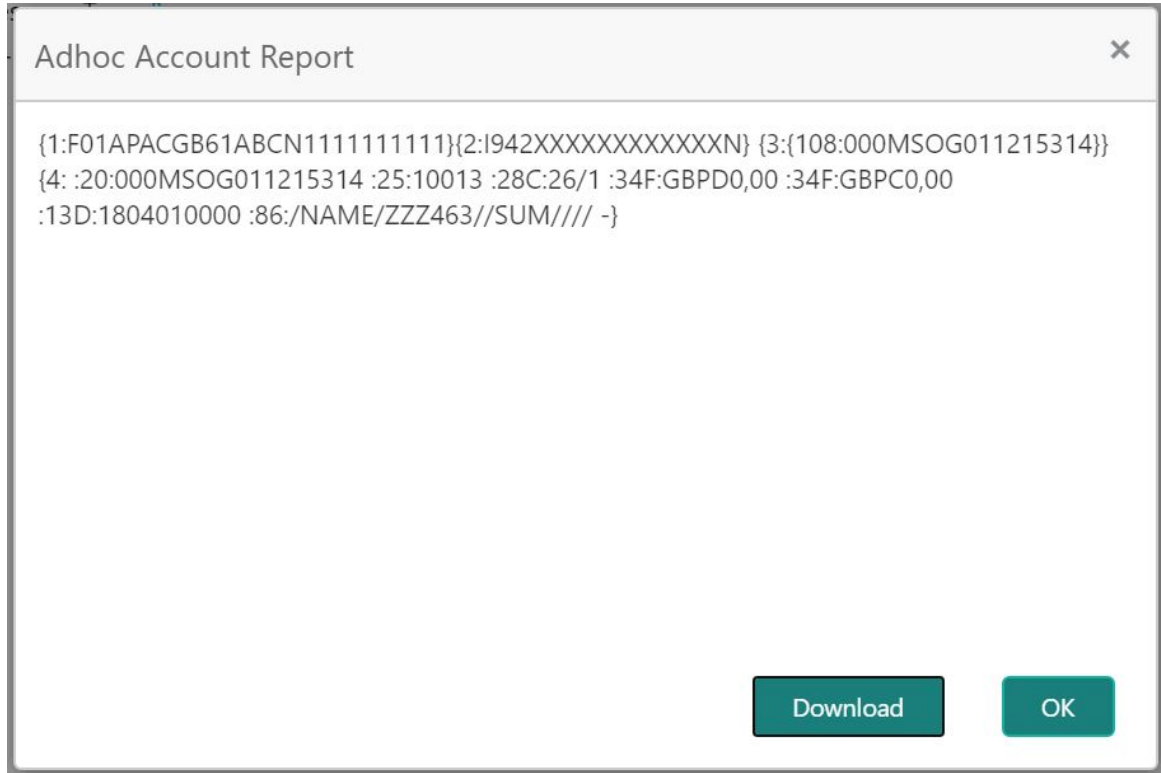 Adhoc Account Report
×
{1:F01APACGB61ABCN1111111111}{2:I942XXXXXXXXXXXXN} {3:{108:000MSOG011215314}}
{4: :20:000MSOG011215314 :25:10013 :28C:26/1 :34F:GBPD0,00 :34F:GBPC0,00
:13D:1804010000 :86:/NAME/ZZZ463//SUM//// -}
Download
OK